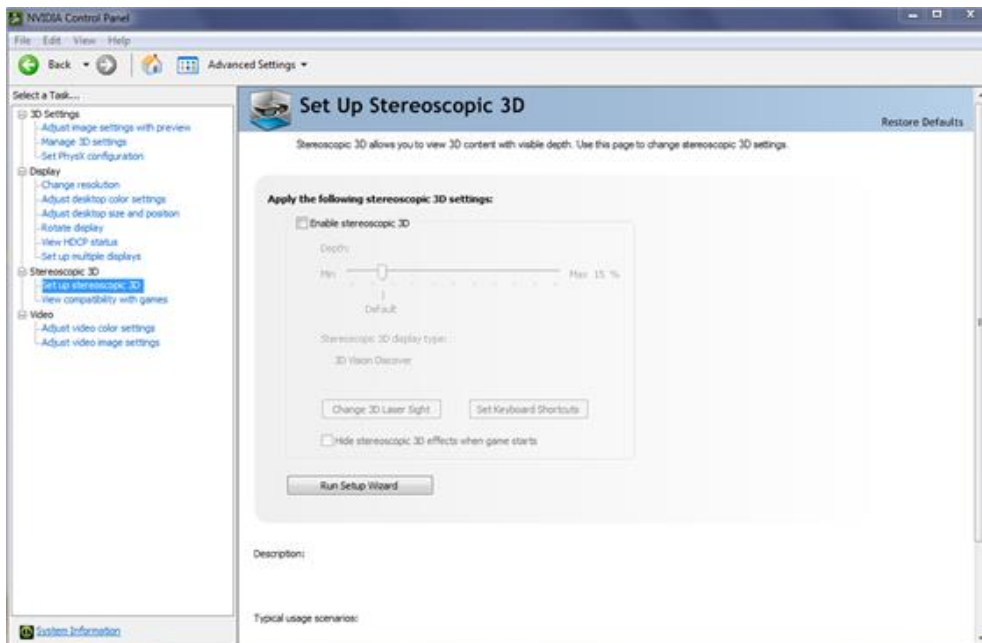 NVIDIA Control Panel
File Edit View Help
Back Advanced Settings
Select a Task...
3D Settings
Adjust image settings with preview
Manage 3D settings
Set PhysX configuration
Display
Change resolution
Adjust desktop color settings
Adjust desktop size and position
Rotate display
View HDCP status
Set up multiple displays
Stereoscopic 3D
Set up stereoscopic 3D
View compatibility with games
Video
Adjust video color settings
Adjust video image settings
System Information
Set Up Stereoscopic 3D
Restore Defaults
Stereoscopic 3D allows you to view 3D content with visible depth. Use this page to change stereoscopic 3D settings.
Apply the following stereoscopic 3D settings:
Enable stereoscopic 3D
Depth:
Min Max 15 %
Default
Stereoscopic 3D display type:
3D Vision Discover
Change 3D Laser Sight Set Keyboard Shortcuts
Hide stereoscopic 3D effects when game starts
Run Setup Wizard
Description:
Typical usage scenarios: